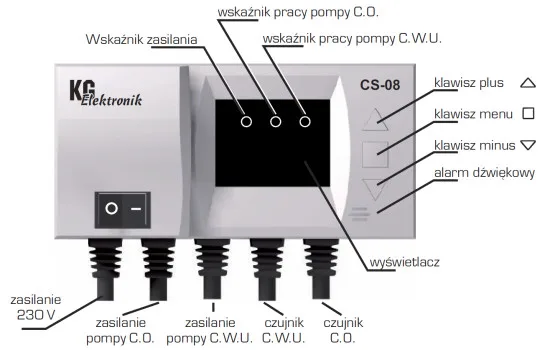 wskaźnik pracy pompy C.O.
Wskaźnik zasilania
wskaźnik pracy pompy C.W.U.
KG
Elektronik
CS-08
klawisz plus
klawisz menu
klawisz minus
alarm dźwiękowy
wyświetlacz
zasilanie
230 V
zasilanie
pompy C.O.
zasilanie
pompy C.W.U.
czujnik
C.W.U.
czujnik
C.O.